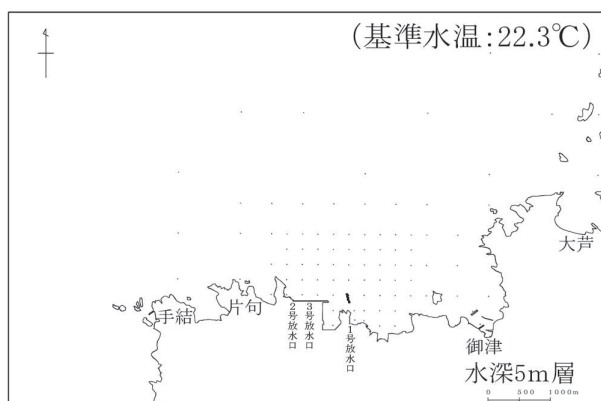 (基準水温:22.3℃)
大芦
片句
手結
2号放水口
3号放水口
1号放水口
御津
水深5m層
0 500 1000m